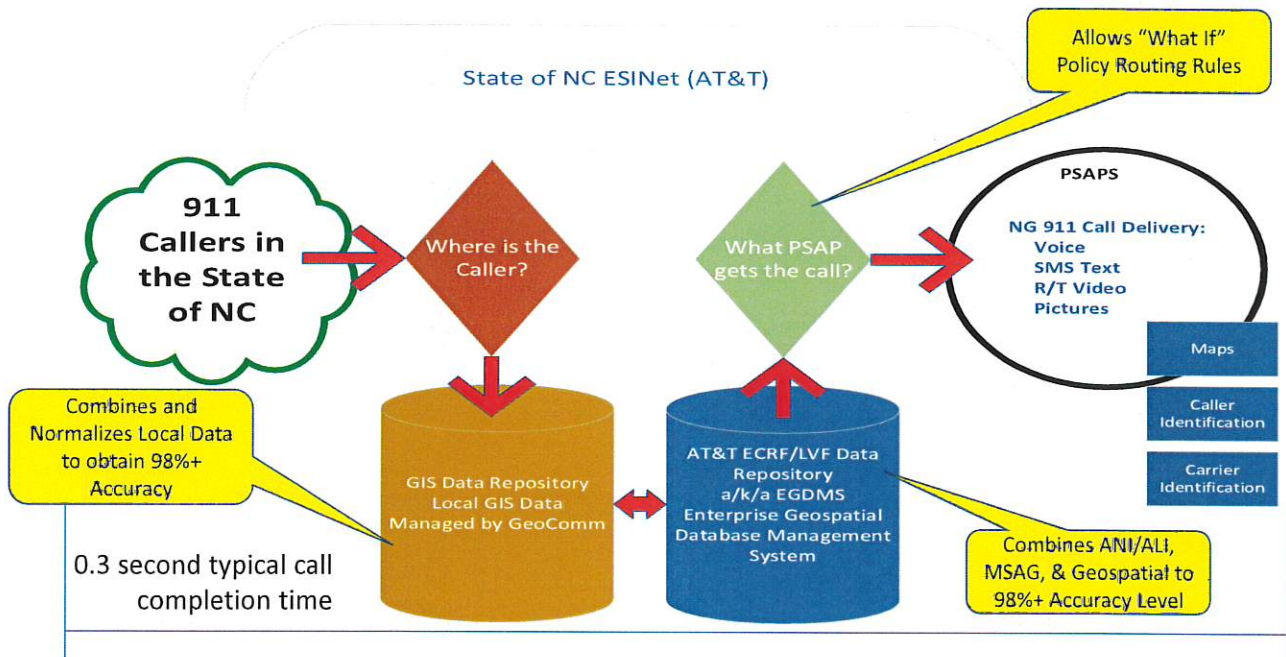 State of NC ESINet (AT&T)
Allows "What If"
Policy Routing Rules
911
Callers in
the State
of NC
Where is the
Caller?
What PSAP
gets the call?
PSAPS
NG 911 Call Delivery:
Voice
SMS Text
R/T Video
Pictures
Maps
Caller
Identification
Carrier
Identification
Combines and
Normalizes Local Data
to obtain 98%+
Accuracy
GIS Data Repository
Local GIS Data
Managed by GeoComm
AT&T ECRF/LVF Data
Repository
a/k/a EGDMS
Enterprise Geospatial
Database Management
System
Combines ANI/ALI,
MSAG, & Geospatial to
98%+ Accuracy Level
0.3 second typical call
completion time